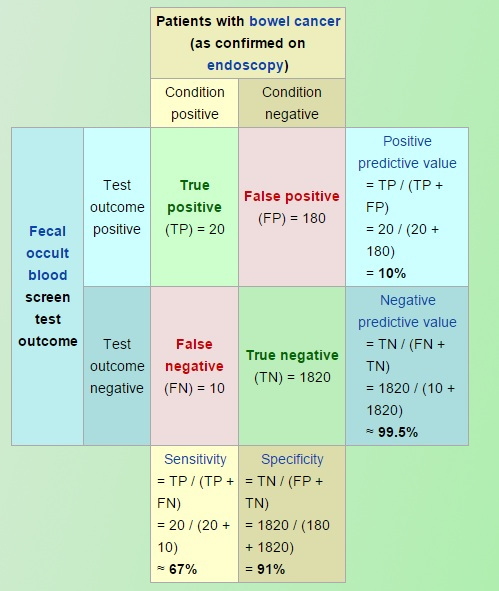 Patients with bowel cancer
(as confirmed on
endoscopy)
Condition
positive
Condition
negative
Fecal
occult
blood
screen
test
outcome
Test
outcome
positive
True
positive
(TP) = 20
False positive
(FP) = 180
Positive
predictive value
= TP / (TP +
FP)
= 20 / (20 +
180)
= 10%
Test
outcome
negative
False
negative
(FN) = 10
True negative
(TN) = 1820
Negative
predictive value
= TN / (FN +
TN)
= 1820 / (10 +
1820)
≈ 99.5%
Sensitivity
= TP / (TP +
FN)
= 20 / (20 +
10)
≈ 67%
Specificity
= TN / (FP +
TN)
= 1820 / (180
+ 1820)
= 91%